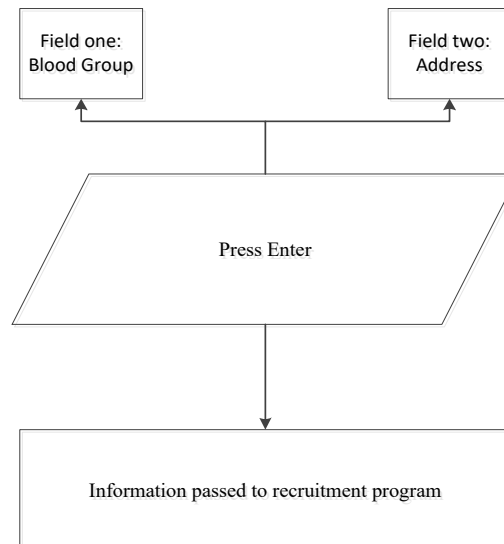 Field one:
Blood Group
Field two:
Address
Press Enter
Information passed to recruitment program